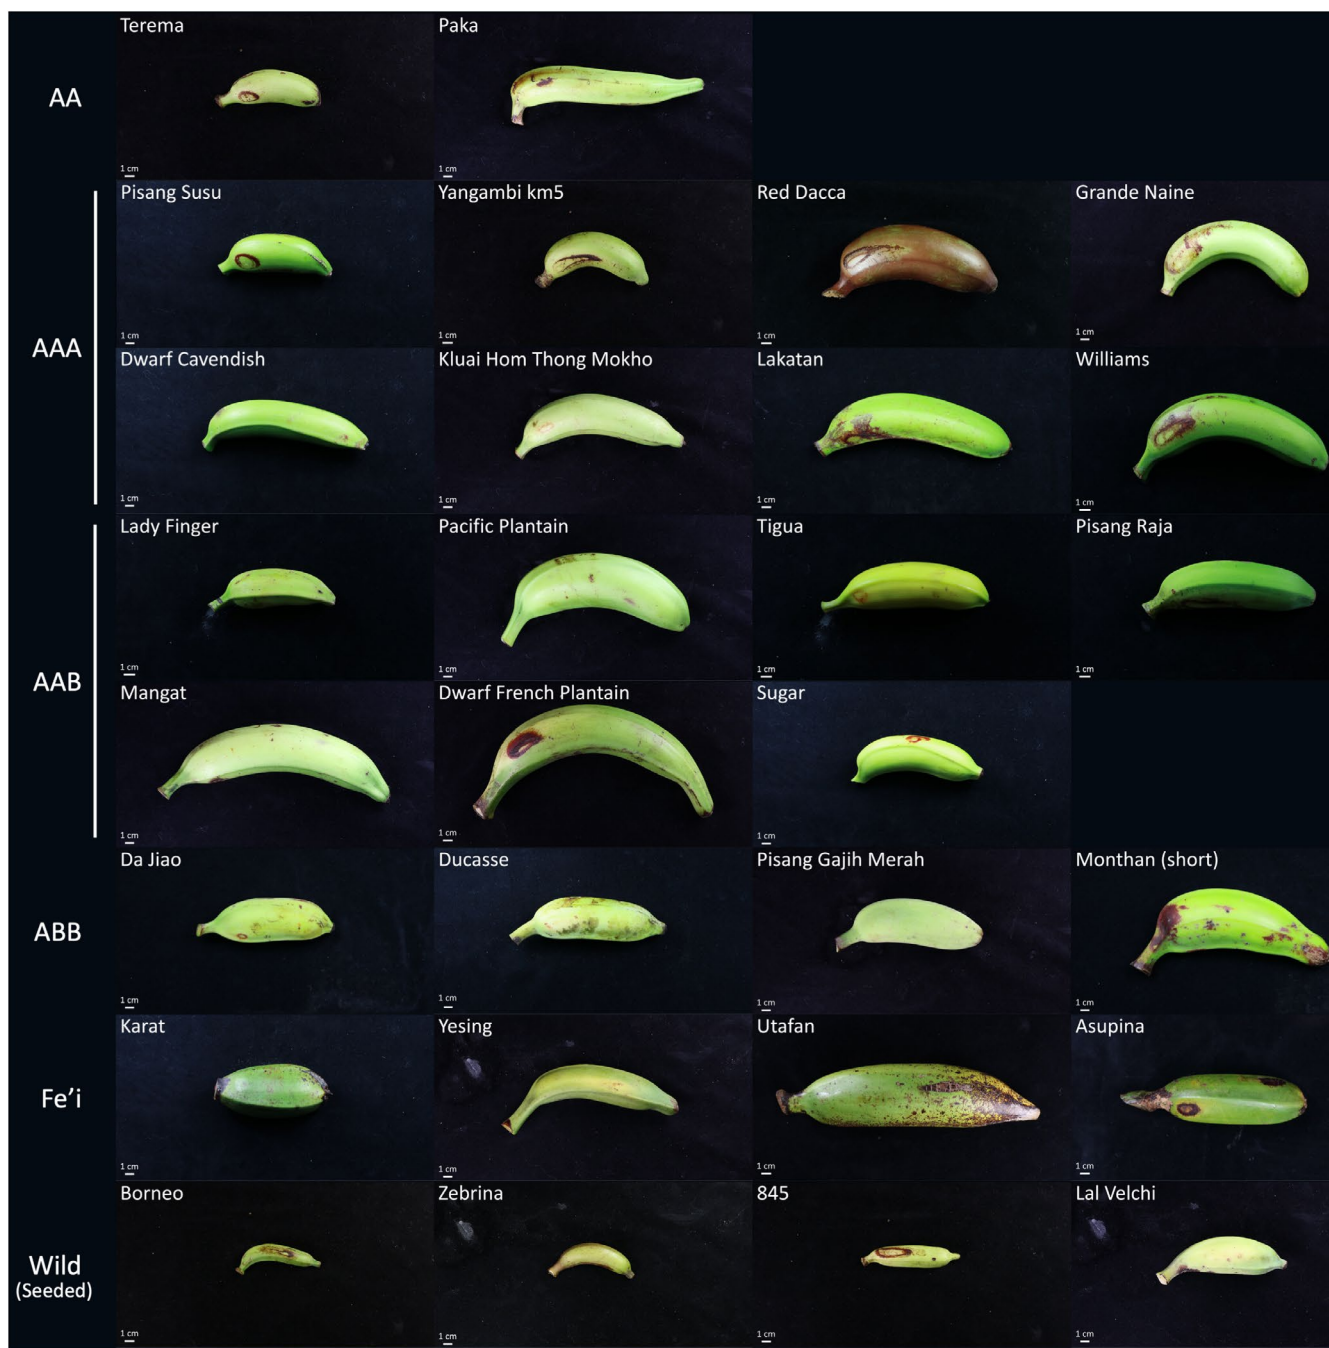 Terema
Paka
AA
1 cm
1 cm
Pisang Susu
Yangambi km5
Red Dacca
Grande Naine
1 cm
1 cm
1 cm
1 cm
AAA
Dwarf Cavendish
Kluai Hom Thong Mokho
Lakatan
Williams
1 cm
1 cm
1 cm
1 cm
Lady Finger
Pacific Plantain
Tigua
Pisang Raja
1 cm
1 cm
1 cm
1 cm
AAB
Mangat
Dwarf French Plantain
Sugar
1 cm
1 cm
1 cm
Da Jiao
Ducasse
Pisang Gajih Merah
Monthan (short)
ABB
1 cm
1 cm
1 cm
1 cm
Karat
Yesing
Utafan
Asupina
Fe'i
1 cm
1 cm
1 cm
1 cm
Borneo
Zebrina
845
Lal Velchi
Wild
(Seeded)
1 cm
1 cm
1 cm
1 cm